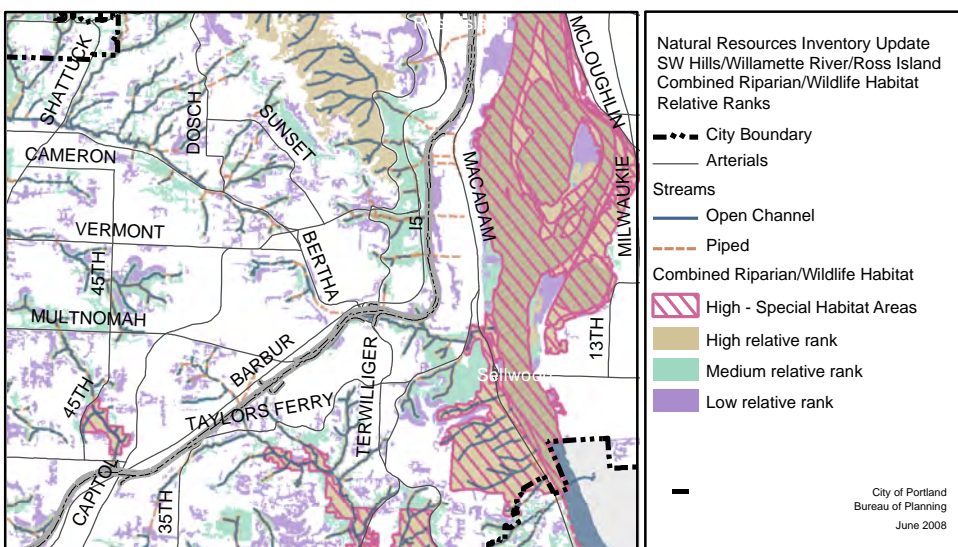 SHATTUCK
DOSCH
SUNSET
CAMERON
VERMONT
45TH
BERTHA
MULTNOMAH
BARBUR
45TH
TAYLORS FERRY
TERWILLIGER
CAPITOL
35TH
I5
MACADAM
MCLOUGHLIN
MILWAUKIE
13TH
Sellwood
Natural Resources Inventory Update
SW Hills/Willamette River/Ross Island
Combined Riparian/Wildlife Habitat
Relative Ranks
City Boundary
Arterials
Streams
Open Channel
Piped
Combined Riparian/Wildlife Habitat
High - Special Habitat Areas
High relative rank
Medium relative rank
Low relative rank
City of Portland
Bureau of Planning
June 2008